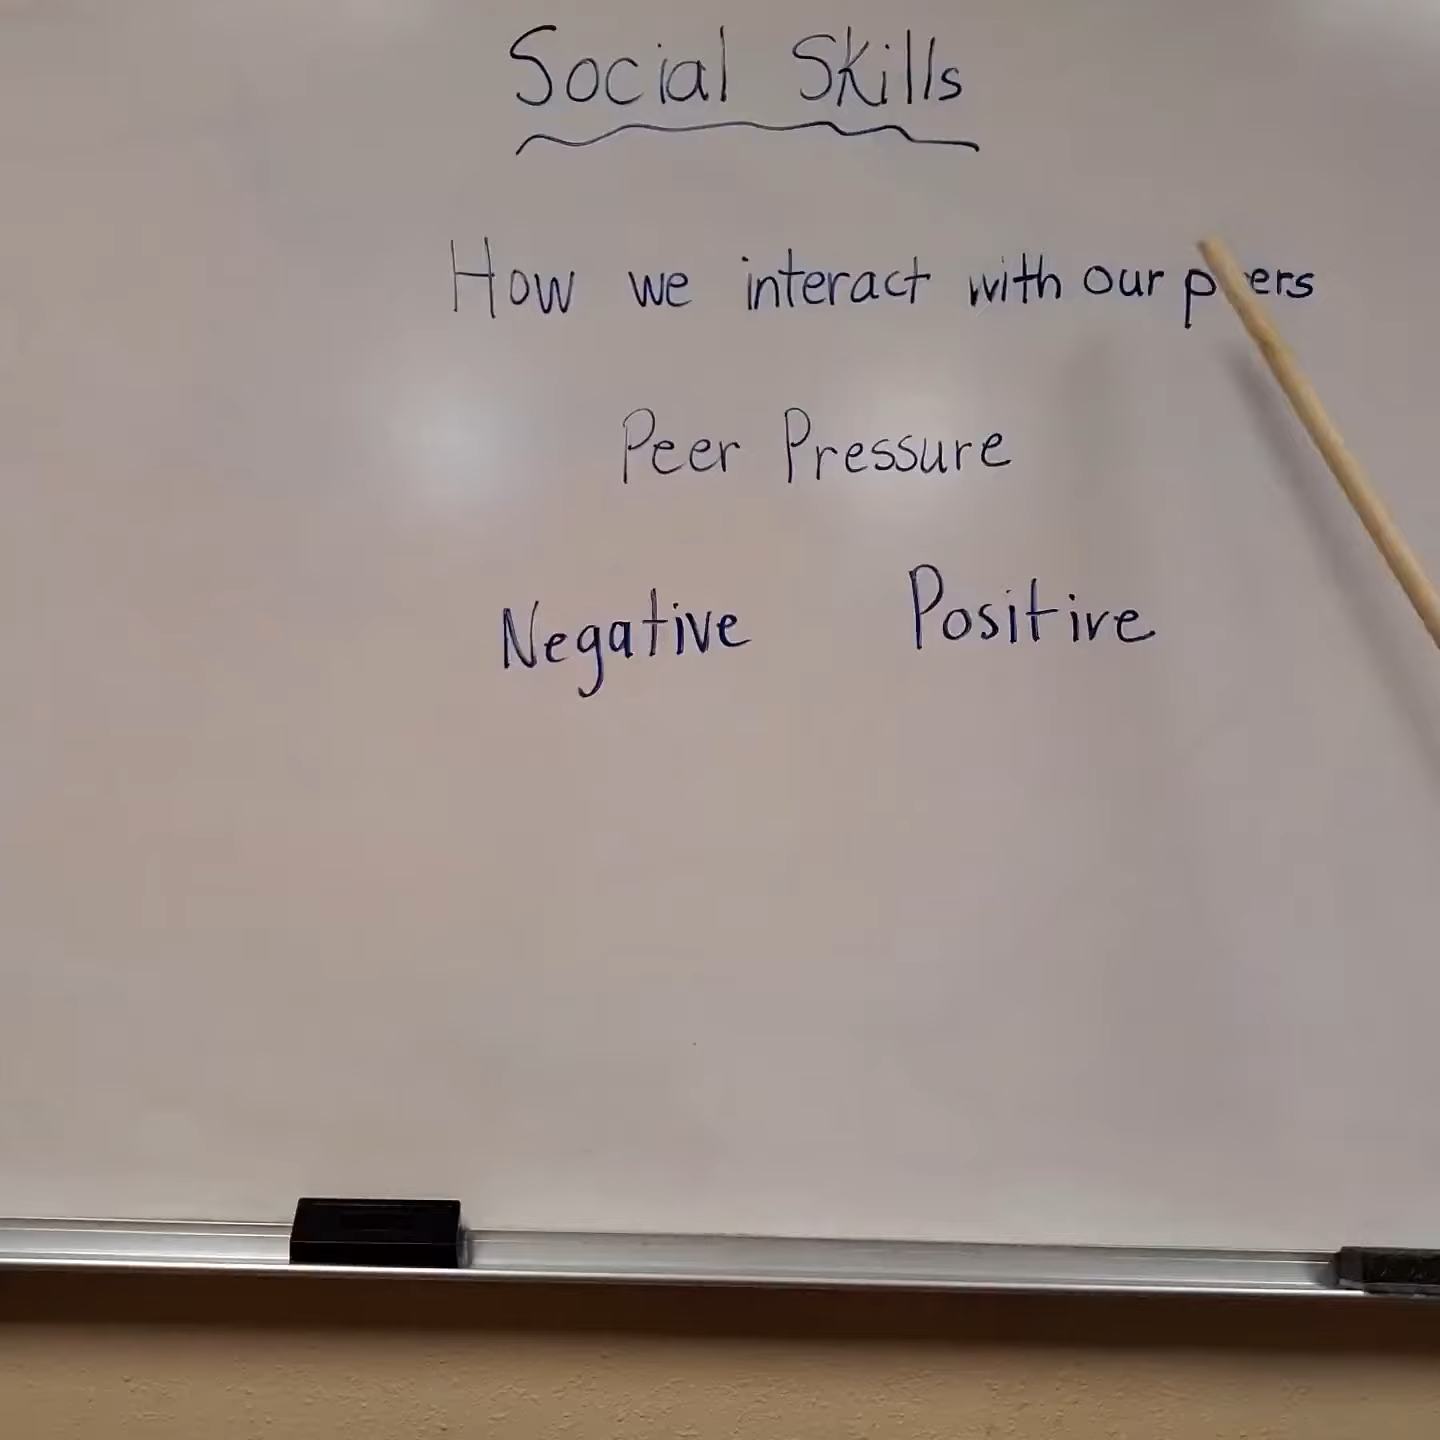 Social Skills
How we interact with our peers
Peer Pressure
Negative Positive